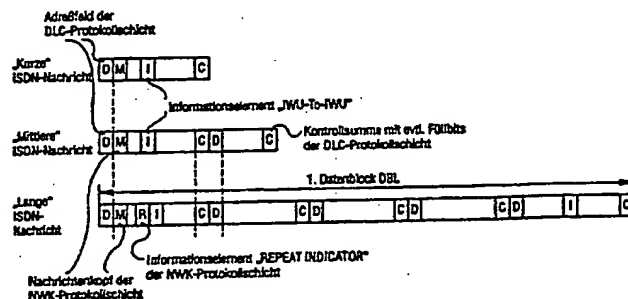 Adreßfeld der
DLC-Protokollschicht
„Kurze"
ISDN-Nachricht
D M I C
Informationselement „IWU-To-IWU"
„Mittlere"
ISDN-Nachricht
D M I C D C
Kontrollsumme mit evtl. Füllbits
der DLC-Protokollschicht
1. Datenblock DBL
„Lange"
ISDN-
Nachricht
D M R I C D C D C D C D I C
Informationselement „REPEAT INDICATOR"
der NWK-Protokollschicht
Nachrichtenkopf der
NWK-Protokollschicht